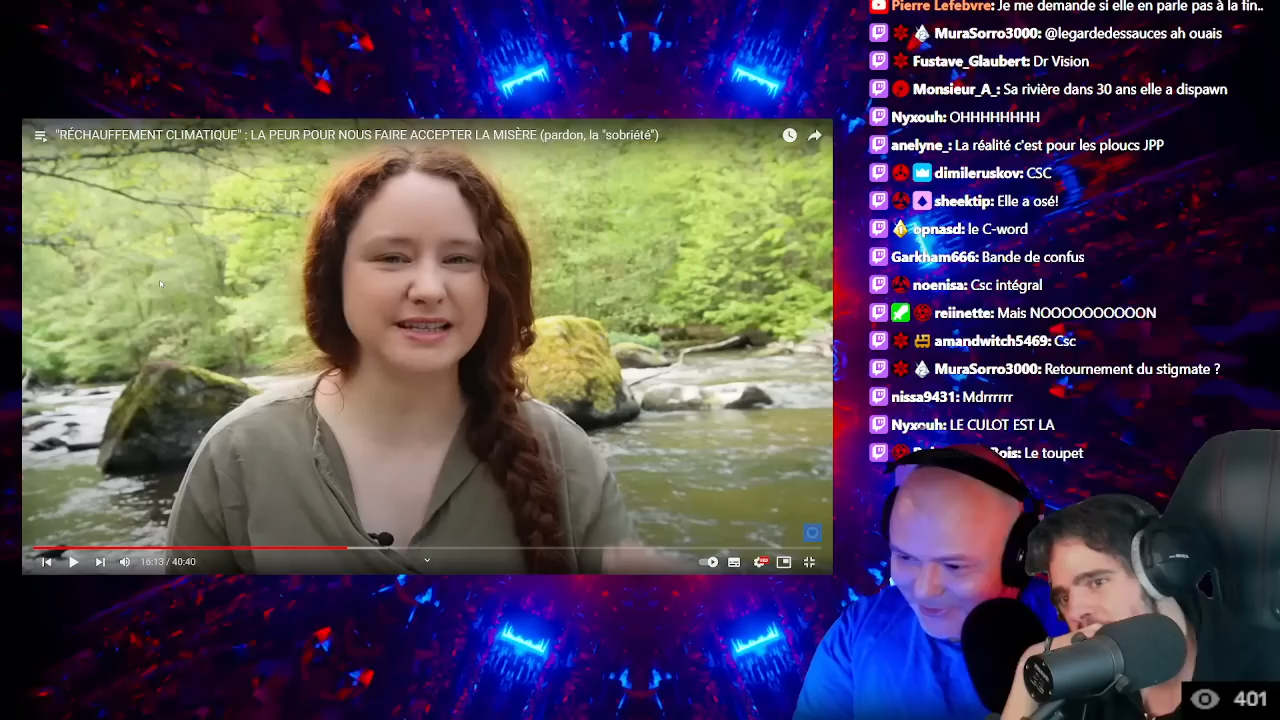 "RÉCHAUFFEMENT CLIMATIQUE" : LA PEUR POUR NOUS FAIRE ACCEPTER LA MISÈRE (pardon, la "sobriété")
16:13 / 40:40
Pierre Lefebvre: Je me demande si elle en parle pas à la fin..
MuraSorro3000: @legardedessauces ah ouais
Fustave_Glaubert: Dr Vision
Monsieur_A_: Sa rivière dans 30 ans elle a dispawn
Nyxouh: OHHHHHHHH
anelyne_: La réalité c'est pour les ploucs JPP
dimileruskov: CSC
sheektip: Elle a osé!
opnasd: le C-word
Garkham666: Bande de confus
noenisa: Csc intégral
reiinette: Mais NOOOOOOOOOON
amandwitch5469: Csc
MuraSorro3000: Retournement du stigmate ?
nissa9431: Mdrrrrrr
Nyxouh: LE CULOT EST LA
Le toupet
401